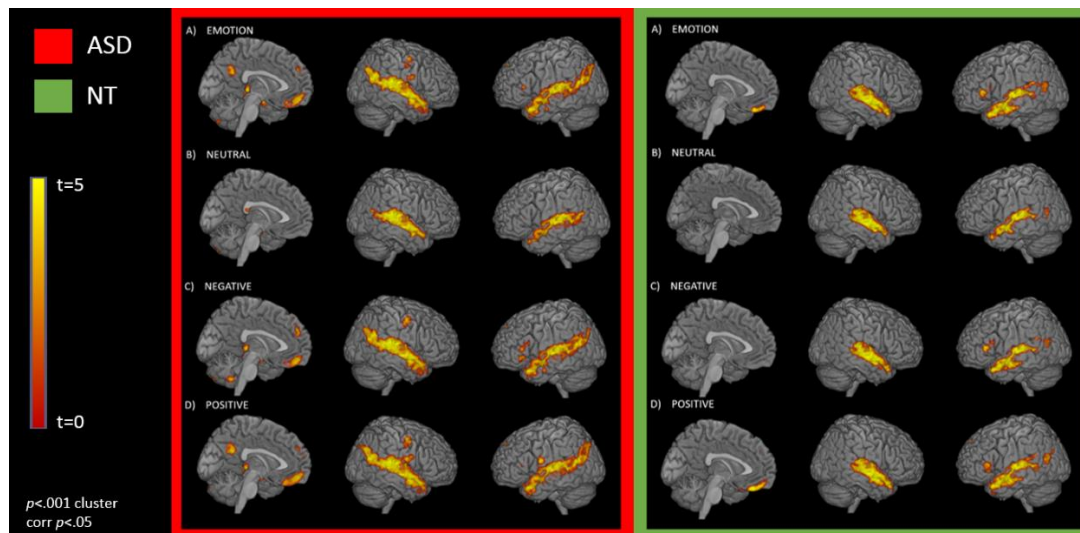 ASD
NT
t=5
t=0
p<.001 cluster
corr p<.05
A) EMOTION
B) NEUTRAL
C) NEGATIVE
D) POSITIVE
A) EMOTION
B) NEUTRAL
C) NEGATIVE
D) POSITIVE